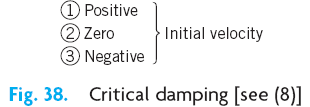 ① Positive
② Zero } Initial velocity
③ Negative
Fig. 38. Critical damping [see (8)]